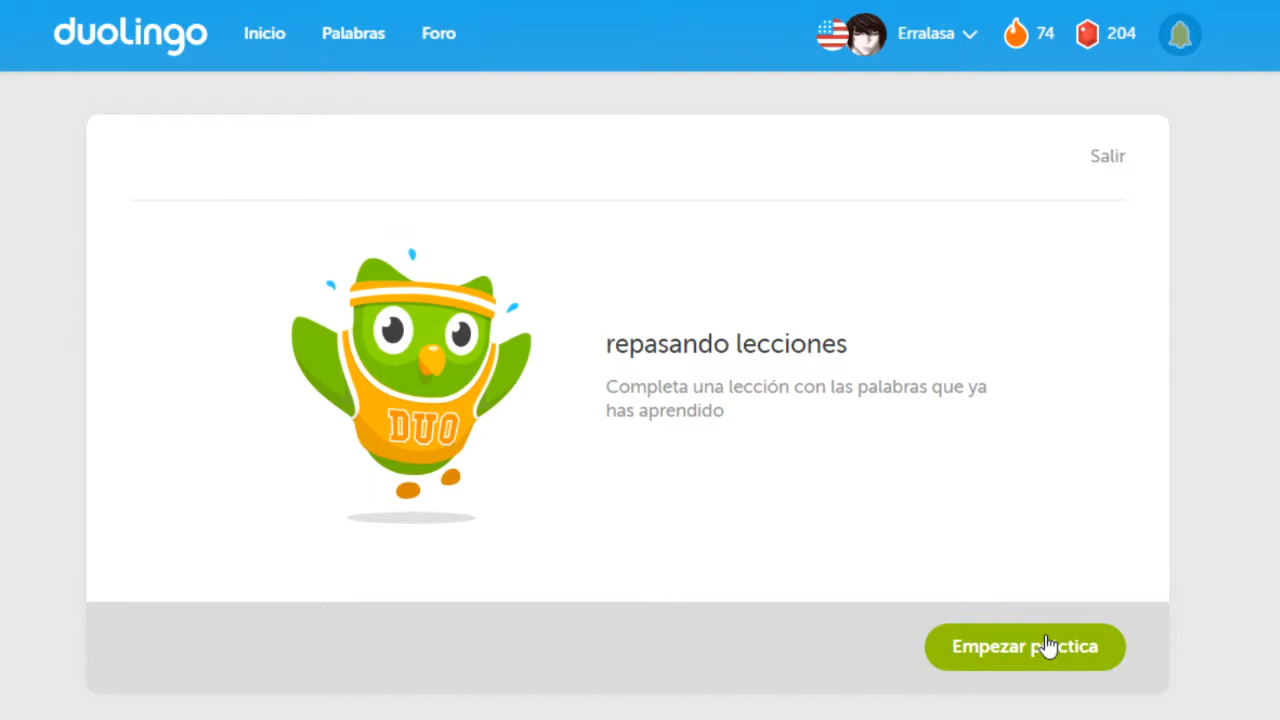 duolingo
Inicio
Palabras
Foro
Erralasa
74
204
Salir
DUO
repasando lecciones
Completa una lección con las palabras que ya
has aprendido
Empezar